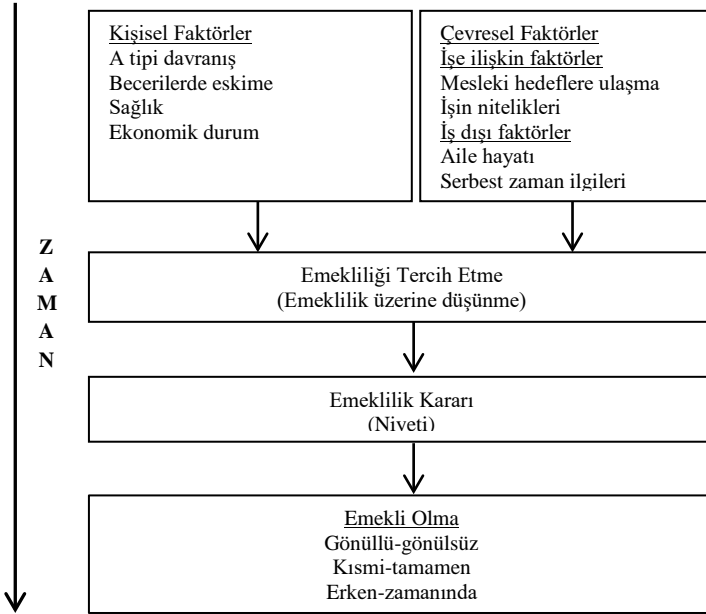 Kişisel Faktörler
A tipi davranış
Becerilerde eskime
Sağlık
Ekonomik durum
Çevresel Faktörler
İşe ilişkin faktörler
Mesleki hedeflere ulaşma
İşin nitelikleri
İş dışı faktörler
Aile hayatı
Serbest zaman ilgileri
Z
A
M
A
N
Emekliliği Tercih Etme
(Emeklilik üzerine düşünme)
Emeklilik Kararı
(Niyeti)
Emekli Olma
Gönüllü-gönülsüz
Kısmi-tamamen
Erken-zamanında